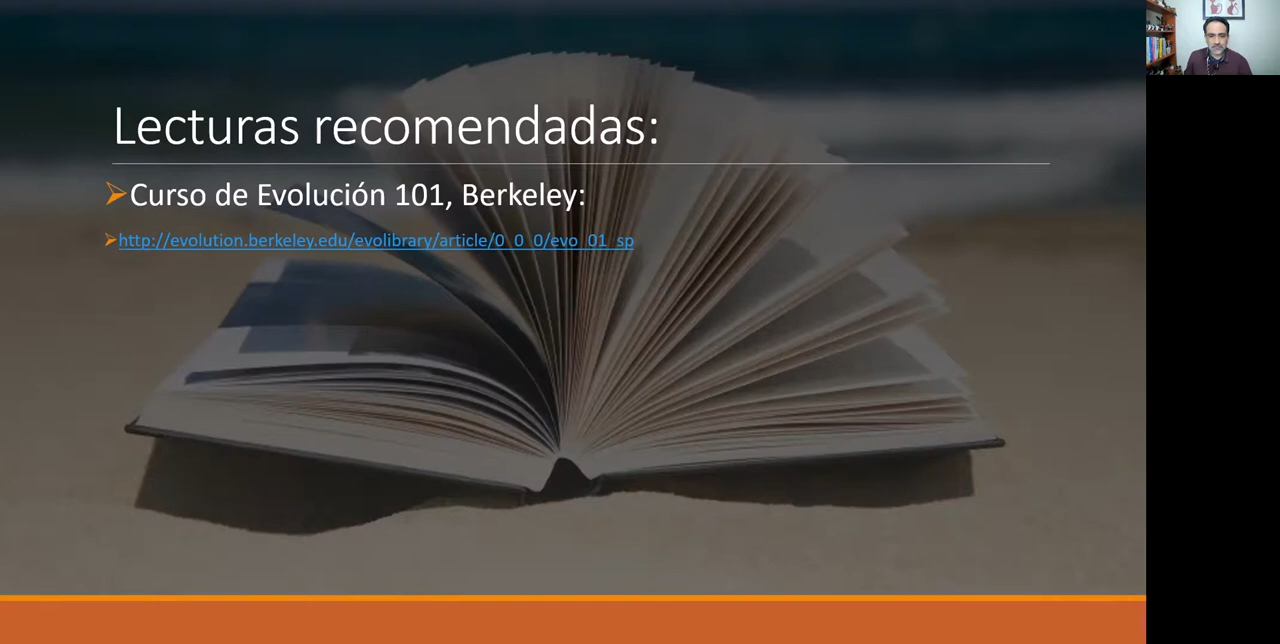 Lecturas recomendadas:
Curso de Evolución 101, Berkeley:
http://evolution.berkeley.edu/evolibrary/article/0_0_0/evo_01_sp